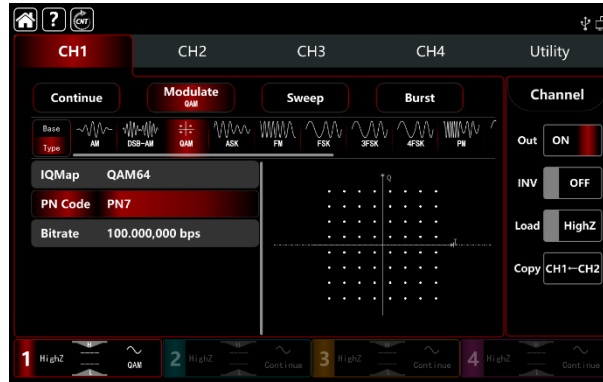 ? CNT
CH1 CH2 CH3 CH4 Utility
Continue Modulate Sweep Burst Channel
QAM
Base
Type
AM DSB-AM QAM ASK FM FSK 3FSK 4FSK PM
Out ON
IQMap QAM64
PN Code PN7
Bitrate 100.000,000 bps
Q
I
INV OFF
Load HighZ
Copy CH1←CH2
1 HighZ QAM 2 HighZ Continue 3 HighZ Continue 4 HighZ Continue